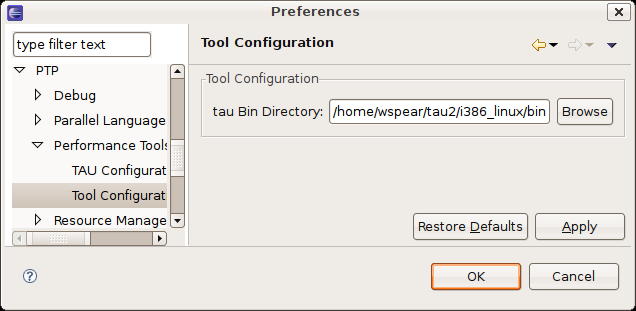 Preferences
type filter text
PTP
Debug
Parallel Language
Performance Tools
TAU Configurat
Tool Configurat
Resource Manage
Tool Configuration
Tool Configuration
tau Bin Directory: /home/wspear/tau2/i386_linux/bin Browse
Restore Defaults Apply
? OK Cancel